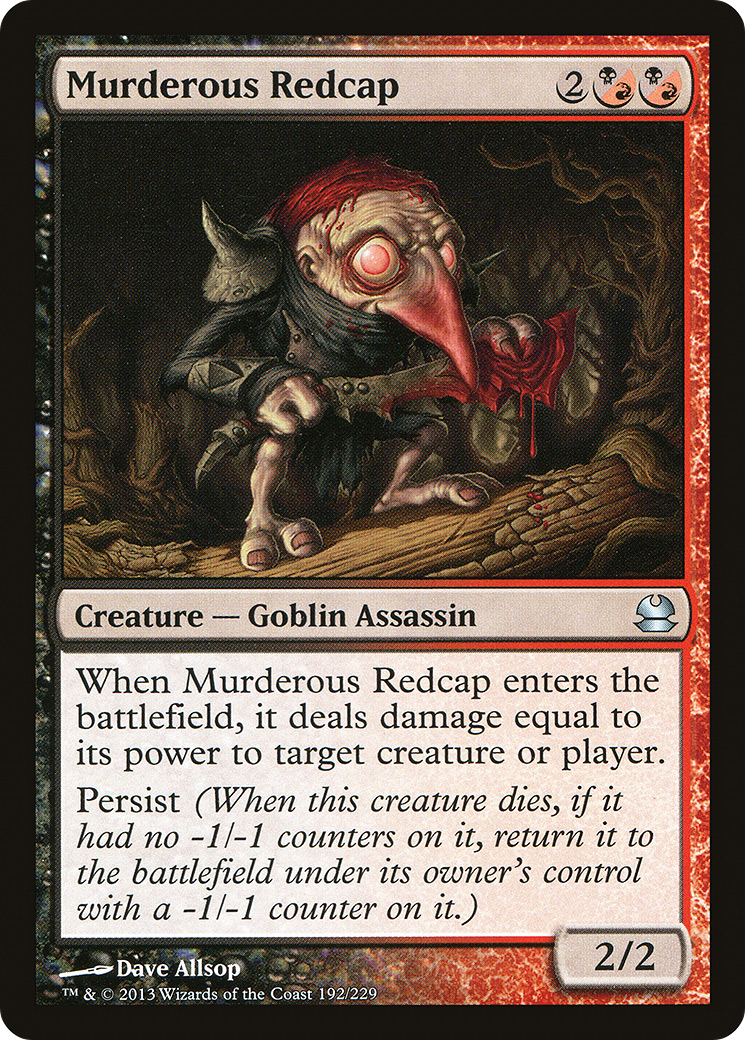 Murderous Redcap 2
Creature — Goblin Assassin
When Murderous Redcap enters the
battlefield, it deals damage equal to
its power to target creature or player.
Persist (When this creature dies, if it
had no -1/-1 counters on it, return it to
the battlefield under its owner's control
with a -1/-1 counter on it.)
2/2
Dave Allsop
™ & © 2013 Wizards of the Coast 192/229